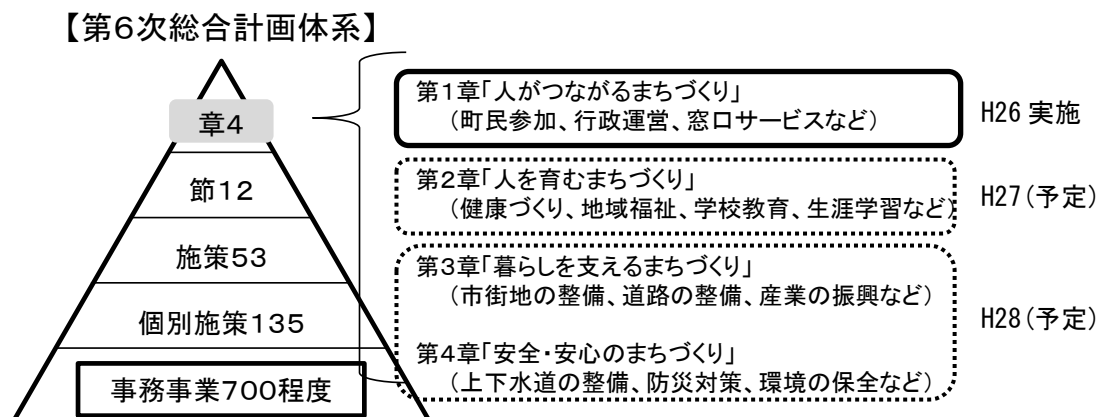 【第６次総合計画体系】
章４
節１２
施策５３
個別施策１３５
事務事業７００程度
第１章「人がつながるまちづくり」
（町民参加、行政運営、窓口サービスなど）
H26 実施
第２章「人を育むまちづくり」
（健康づくり、地域福祉、学校教育、生涯学習など）
H27（予定）
第３章「暮らしを支えるまちづくり」
（市街地の整備、道路の整備、産業の振興など）
第４章「安全・安心のまちづくり」
（上下水道の整備、防災対策、環境の保全など）
H28（予定）